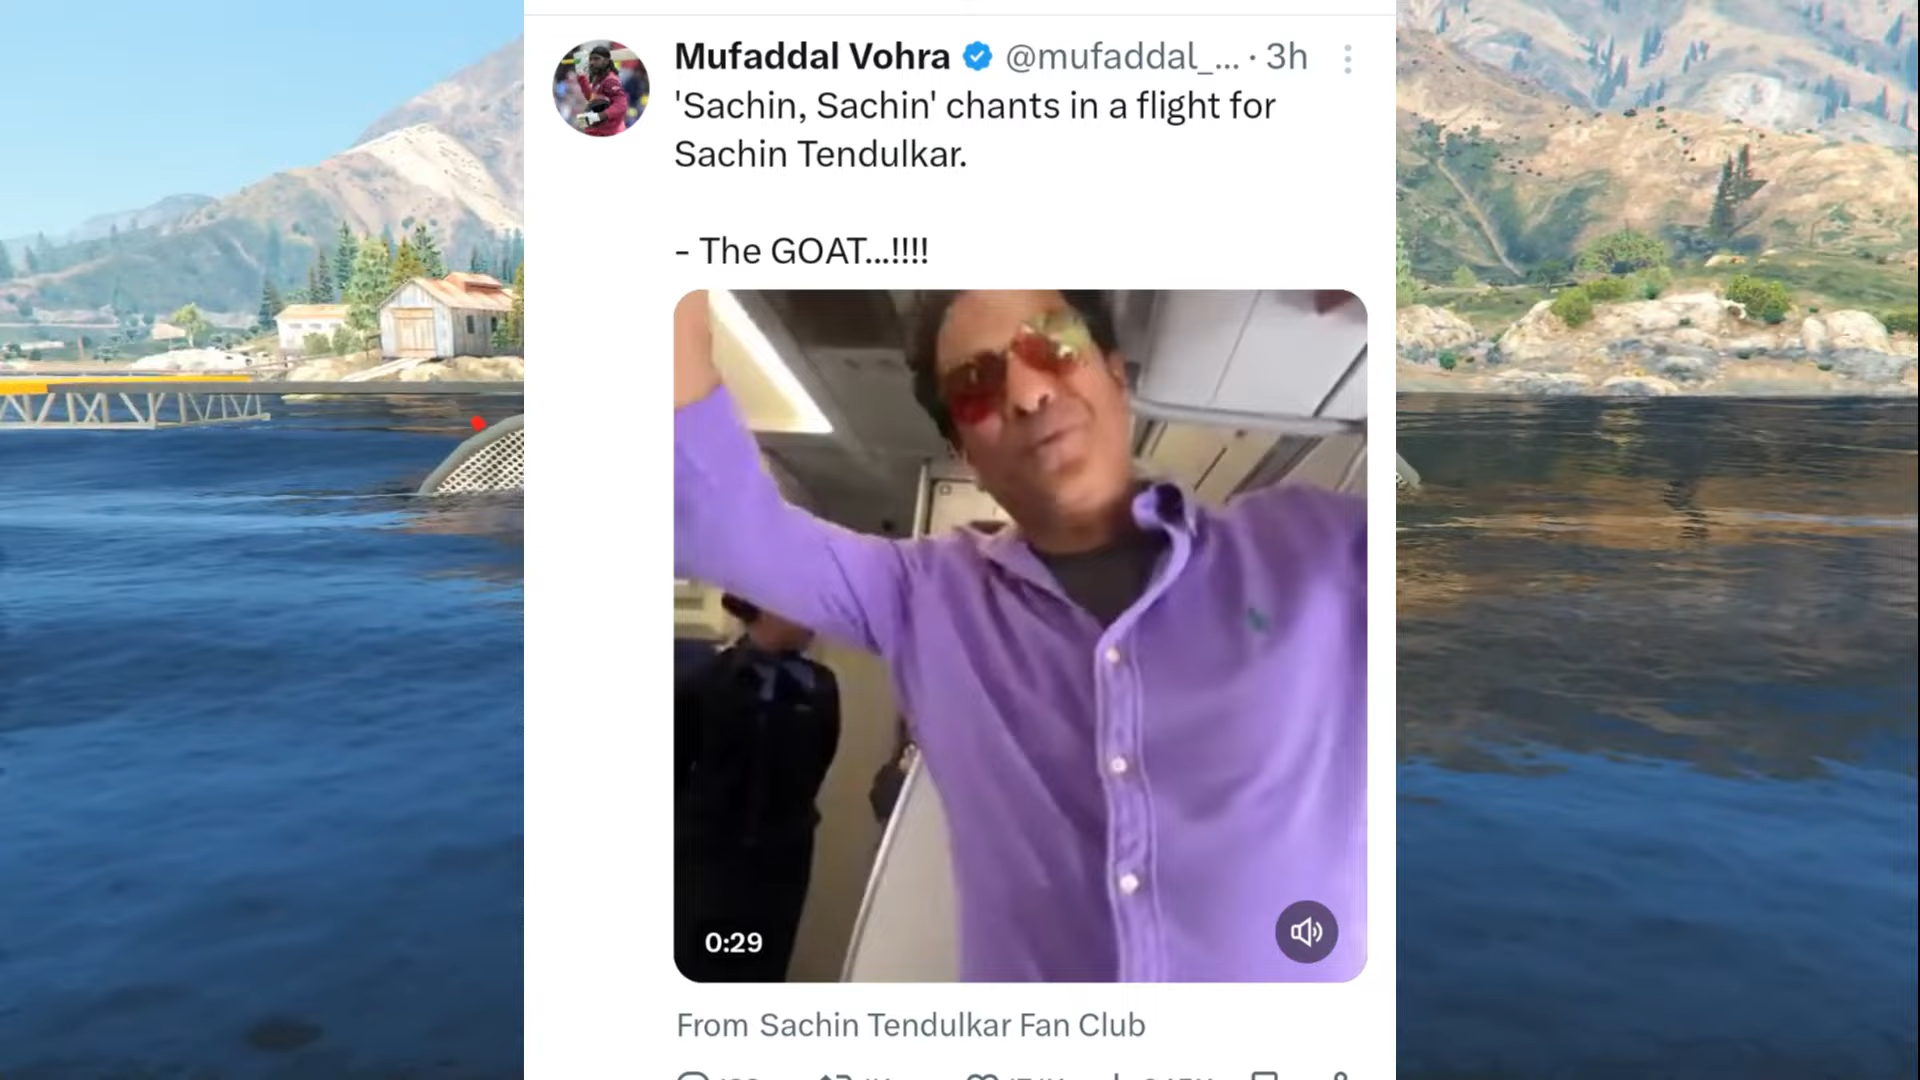 Mufaddal Vohra @mufaddal_... · 3h
'Sachin, Sachin' chants in a flight for
Sachin Tendulkar.
- The GOAT...!!!!
0:29
From Sachin Tendulkar Fan Club